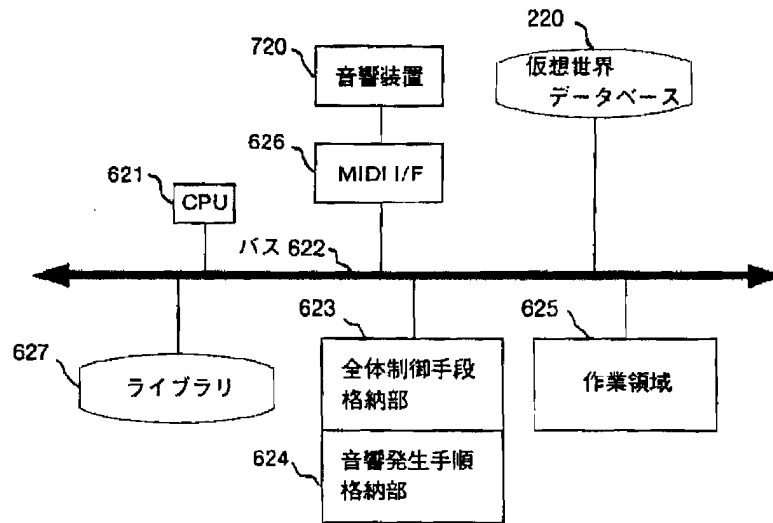 720
音響装置
220
仮想世界
データベース
626
MIDI I/F
621
CPU
バス 622
627
ライブラリ
623
全体制御手段
格納部
624
音響発生手順
格納部
625
作業領域